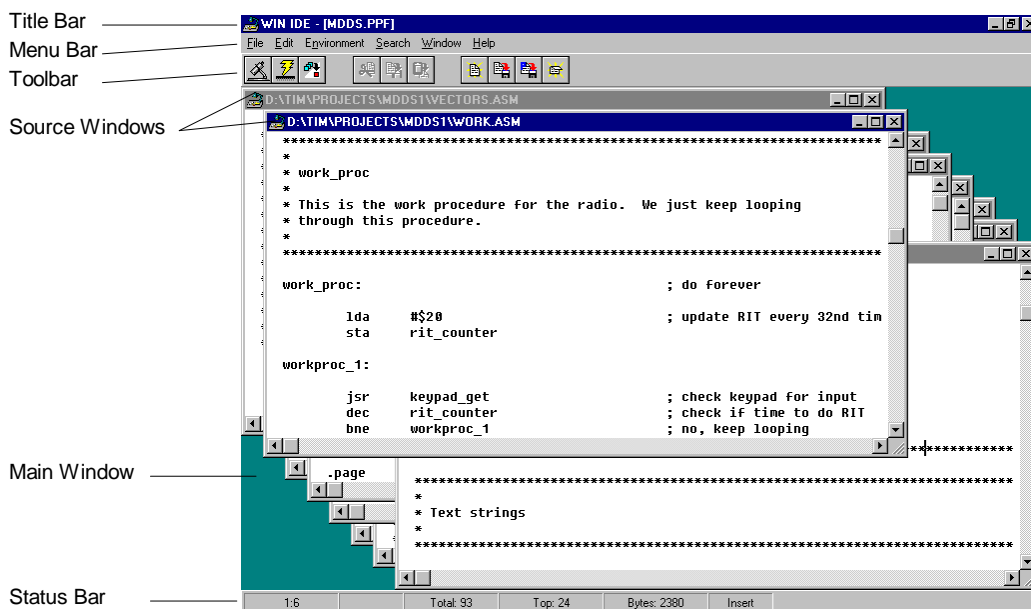 Title Bar
WIN IDE - [MDDS.PPF]
Menu Bar
File Edit Environment Search Window Help
Toolbar
D:\TIM\PROJECTS\MDDS1\VECTORS.ASM
Source Windows
D:\TIM\PROJECTS\MDDS1\WORK.ASM
***************************************************************************
*
* work_proc
*
* This is the work procedure for the radio. We just keep looping
* through this procedure.
*
***************************************************************************
work_proc: ; do forever
lda #$20 ; update RIT every 32nd tim
sta rit_counter
workproc_1:
jsr keypad_get ; check keypad for input
dec rit_counter ; check if time to do RIT
bne workproc_1 ; no, keep looping
Main Window
.page
***************************************************************************
*
* Text strings
*
***************************************************************************
Status Bar
1:6 Total: 93 Top: 24 Bytes: 2380 Insert